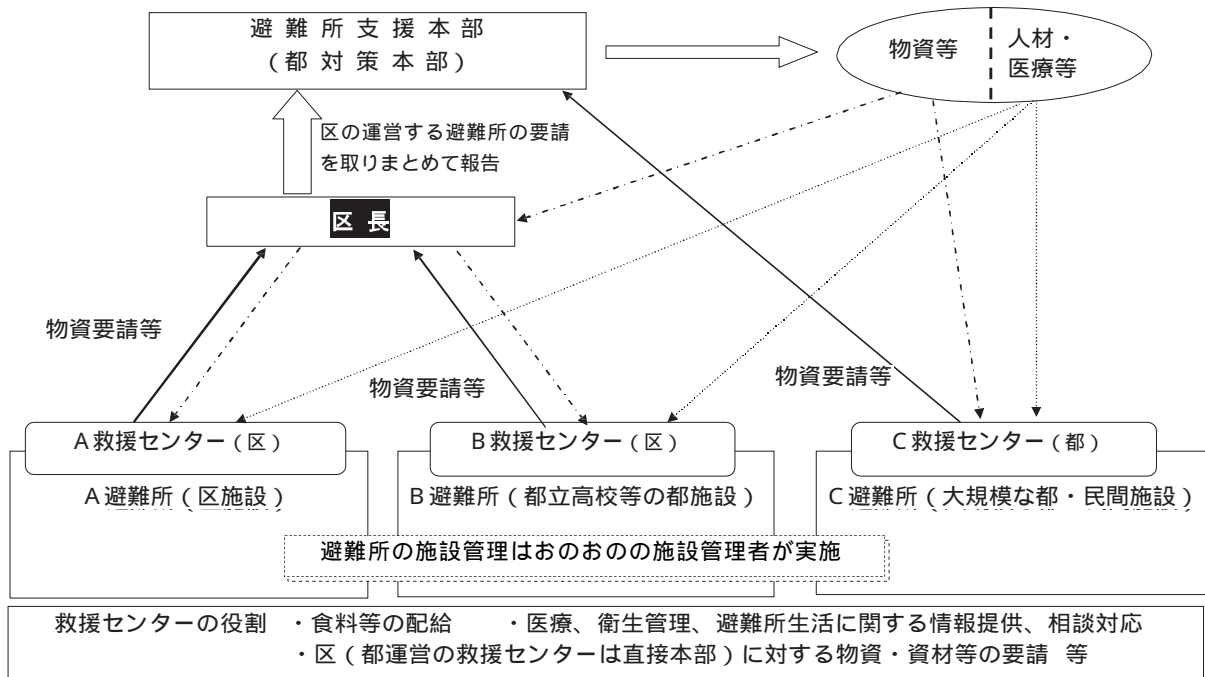 避難所支援本部
(都対策本部)
物資等
人材・
医療等
区の運営する避難所の要請
を取りまとめて報告
区長
物資要請等
物資要請等
物資要請等
A救援センター(区)
B救援センター(区)
C救援センター(都)
A避難所(区施設)
B避難所(都立高校等の都施設)
C避難所(大規模な都・民間施設)
避難所の施設管理はおのおのの施設管理者が実施
救援センターの役割 ・食料等の配給 ・医療、衛生管理、避難所生活に関する情報提供、相談対応
・区(都運営の救援センターは直接本部)に対する物資・資材等の要請 等